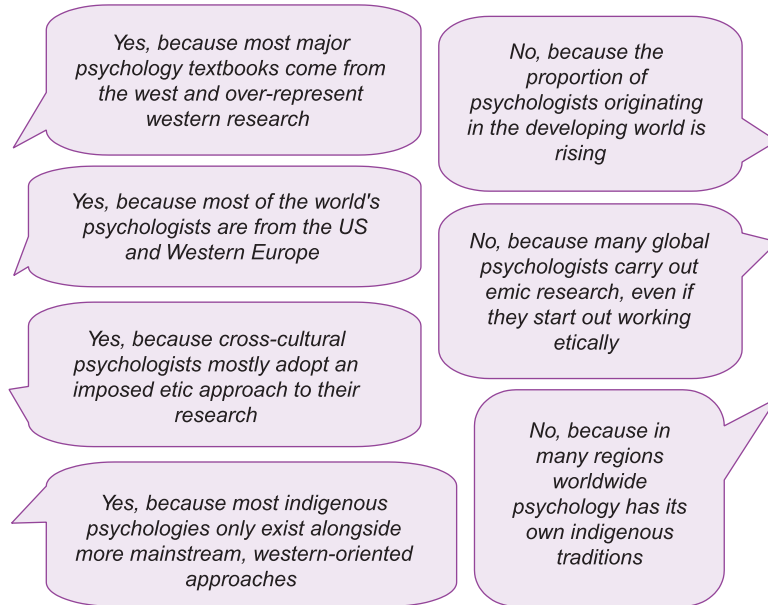 Yes, because most major
psychology textbooks come from
the west and over-represent
western research
Yes, because most of the world's
psychologists are from the US
and Western Europe
Yes, because cross-cultural
psychologists mostly adopt an
imposed etic approach to their
research
Yes, because most indigenous
psychologies only exist alongside
more mainstream, western-oriented
approaches
No, because the
proportion of
psychologists originating
in the developing world is
rising
No, because many global
psychologists carry out
emic research, even if
they start out working
etically
No, because in
many regions
worldwide
psychology has its
own indigenous
traditions